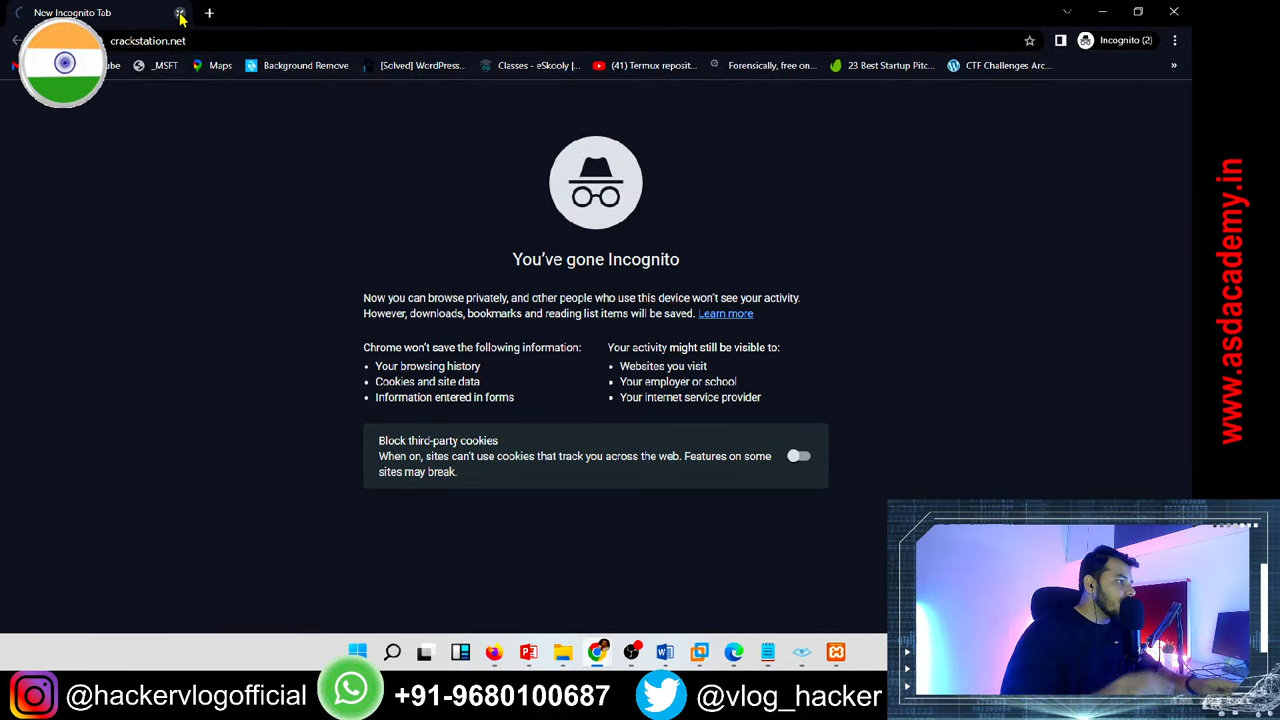 New Incognito Tab
crackstation.net
Incognito (2)
_MSFT
Maps
Background Remove
[Solved] WordPress...
Classes - eSkooly |...
(41) Termux reposit...
Forensically, free on...
23 Best Startup Pitc...
CTF Challenges Arc...
»
You've gone Incognito
Now you can browse privately, and other people who use this device won't see your activity.
However, downloads, bookmarks and reading list items will be saved. Learn more
Chrome won't save the following information:
• Your browsing history
• Cookies and site data
• Information entered in forms
Your activity might still be visible to:
• Websites you visit
• Your employer or school
• Your internet service provider
Block third-party cookies
When on, sites can't use cookies that track you across the web. Features on some
sites may break.
www.asdacademy.in
@hackervlogofficial
+91-9680100687
@vlog_hacker